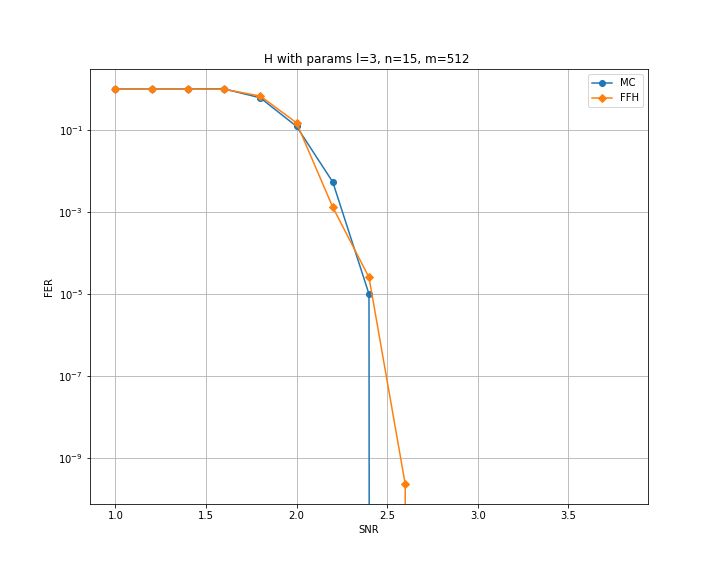 H with params l=3, n=15, m=512
MC
FFH
10⁻¹
10⁻³
10⁻⁵
10⁻⁷
10⁻⁹
FER
1.0 1.5 2.0 2.5 3.0 3.5
SNR